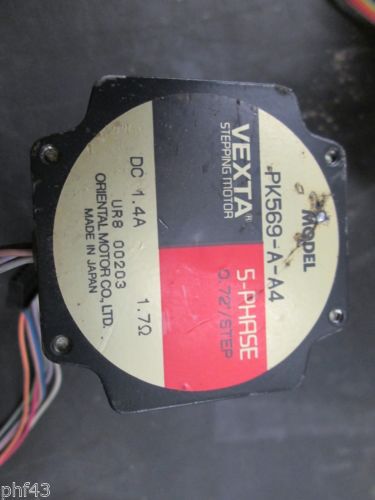 MODEL
PK569-A-A4
VEXTA®
STEPPING MOTOR
5-PHASE
0.72°/STEP
DC 1.4A 1.7Ω
UR8 00203
ORIENTAL MOTOR CO., LTD.
MADE IN JAPAN
phf43